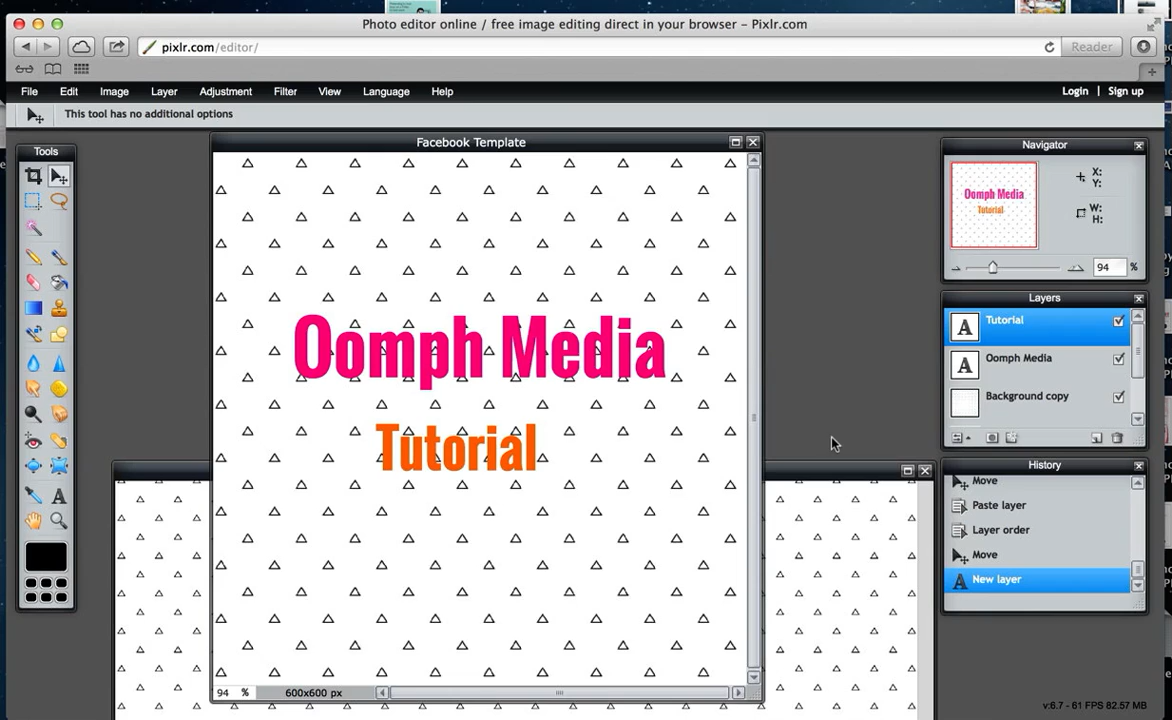 Photo editor online / free image editing direct in your browser – Pixlr.com
pixlr.com/editor/
Reader
File Edit Image Layer Adjustment Filter View Language Help
Login | Sign up
This tool has no additional options
Tools
Facebook Template
Oomph Media
Tutorial
94 % 600x600 px
Navigator
Oomph Media
Tutorial
X:
Y:
W:
H:
94 %
Layers
A Tutorial
A Oomph Media
Background copy
History
Move
Paste layer
Layer order
Move
A New layer
v:6.7 - 61 FPS 82.57 MB